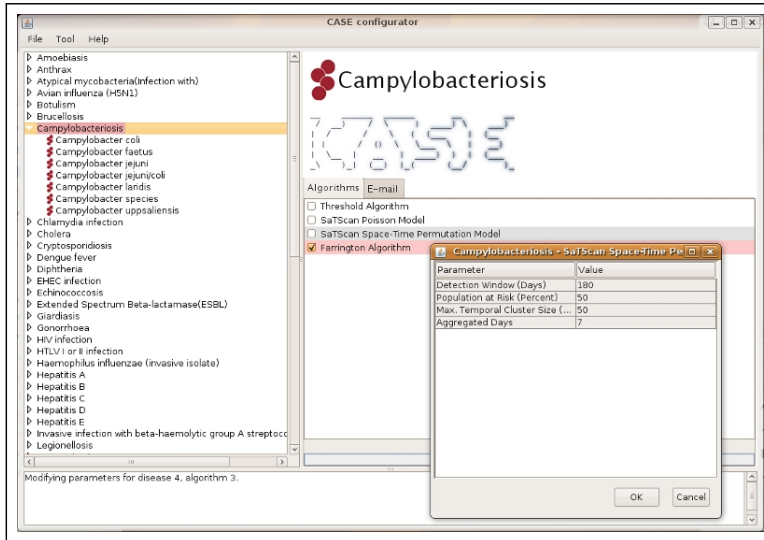 CASE configurator
File Tool Help
Amoebiasis
Anthrax
Atypical mycobacteria(Infection with)
Avian influenza (H5N1)
Botulism
Brucellosis
Campylobacteriosis
Campylobacter coli
Campylobacter faetus
Campylobacter jejuni
Campylobacter jejuni/coli
Campylobacter laridis
Campylobacter species
Campylobacter uppsaliensis
Chlamydia infection
Cholera
Cryptosporidiosis
Dengue fever
Diphtheria
EHEC infection
Echinococcosis
Extended Spectrum Beta-lactamase(ESBL)
Giardiasis
Gonorrhoea
HIV infection
HTLV I or II infection
Haemophilus influenzae (invasive isolate)
Hepatitis A
Hepatitis B
Hepatitis C
Hepatitis D
Hepatitis E
Invasive infection with beta-haemolytic group A streptococ
Legionellosis
Campylobacteriosis
CASE
Algorithms E-mail
Threshold Algorithm
SaTScan Poisson Model
SaTScan Space-Time Permutation Model
Farrington Algorithm
Campylobacteriosis - SaTScan Space-Time Pe
Parameter Value
Detection Window (Days) 180
Population at Risk (Percent) 50
Max. Temporal Cluster Size (... 50
Aggregated Days 7
OK Cancel
Modifying parameters for disease 4, algorithm 3.